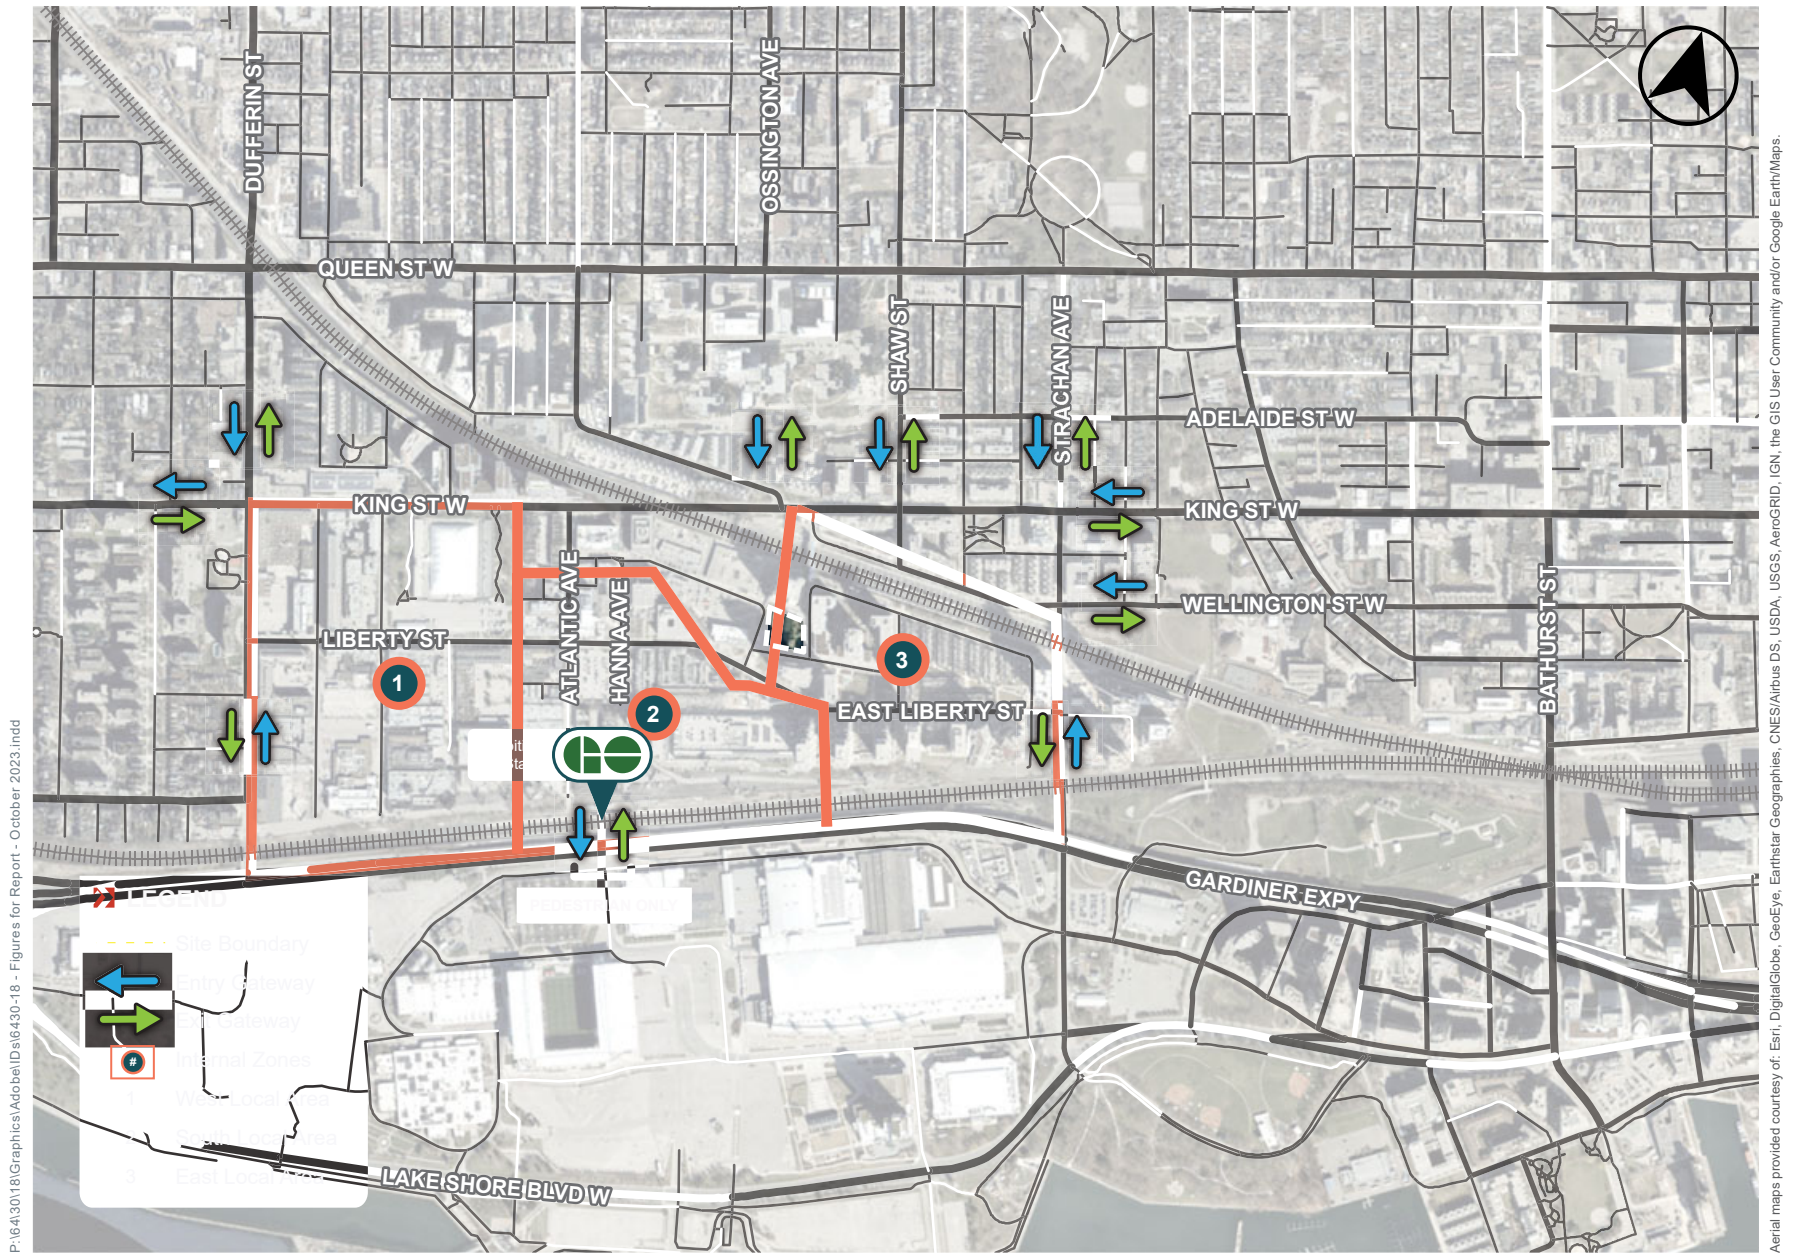 DUFFERIN ST
OSSINGTON AVE
QUEEN ST W
SHAW ST
STRACHAN AVE
ADELAIDE ST W
KING ST W
KING ST W
ATLANTIC AVE
HANNA AVE
WELLINGTON ST W
BATHURST ST
LIBERTY ST
1
2
3
EAST LIBERTY ST
GO
GARDINER EXPY
PEDESTRIAN ONLY
LEGEND
Site Boundary
Entry Gateway
Exit Gateway
# Internal Zones
1 West Local Area
South Local Area
3 East Local Area
LAKE SHORE BLVD W
P:\64\30\18\Graphics\Adobe\IDs\6430-18 - Figures for Report - October 2023.indd
Aerial maps provided courtesy of: Esri, DigitalGlobe, GeoEye, Earthstar Geographies, CNES/Airbus DS, USDA, USGS, AeroGRID, IGN, the GIS User Community and/or Google Earth/Maps.